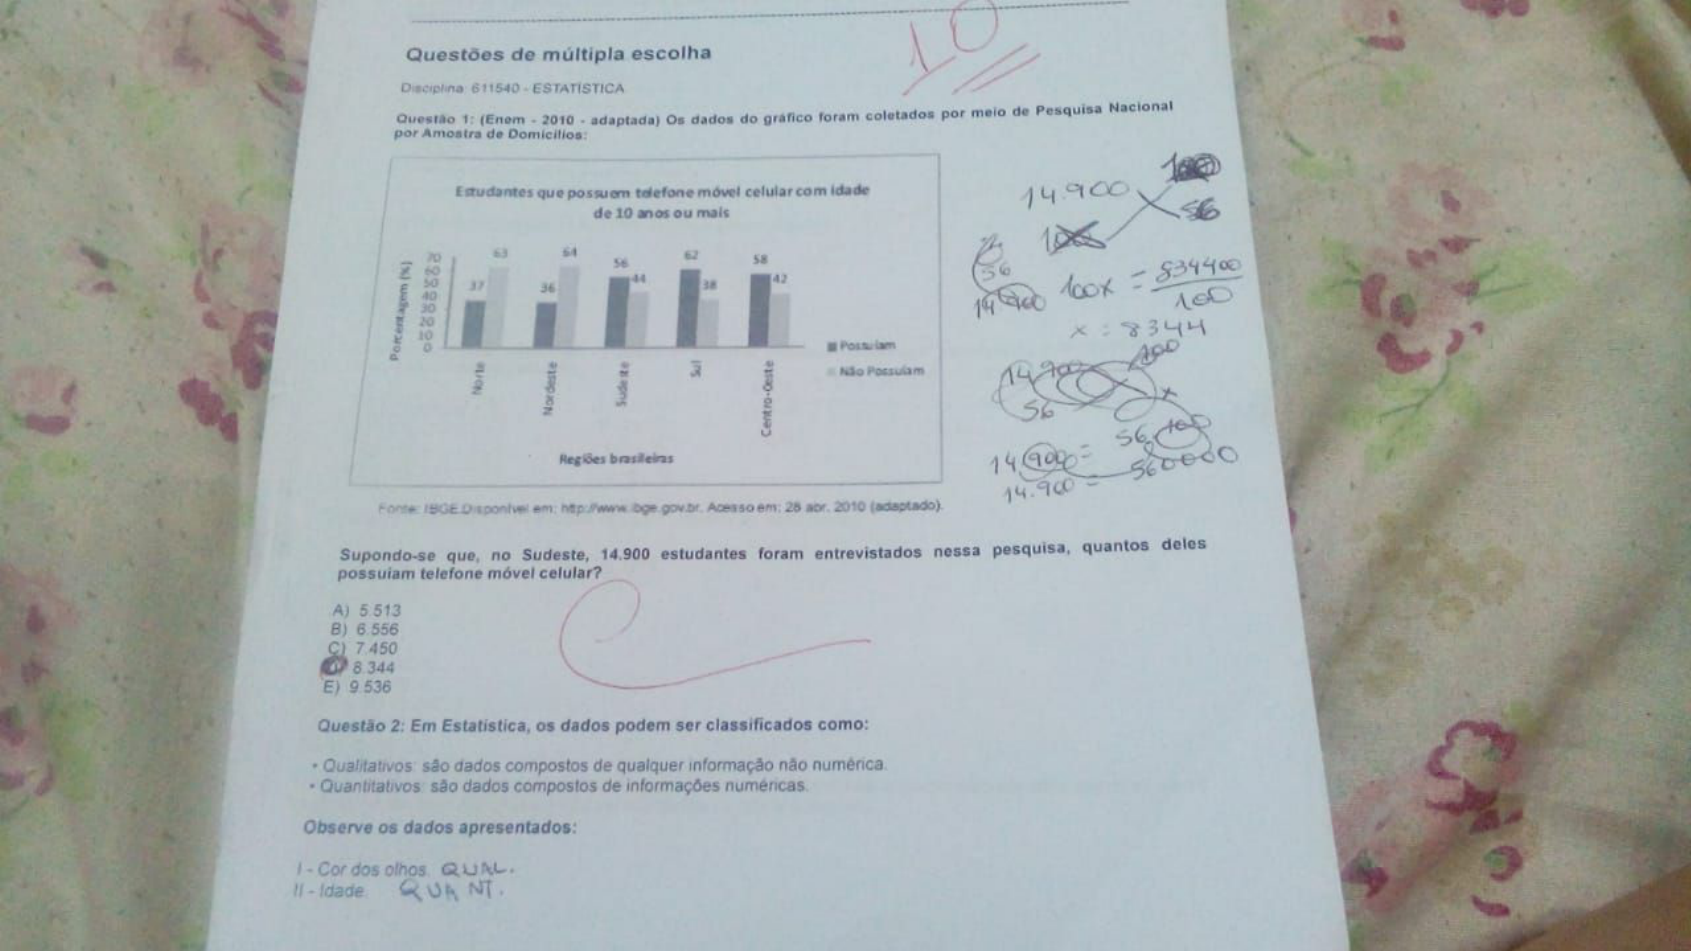 10
Questões de múltipla escolha
Disciplina: 611540 - ESTATÍSTICA
Questão 1: (Enem - 2010 - adaptada) Os dados do gráfico foram coletados por meio de Pesquisa Nacional
por Amostra de Domicílios:
Estudantes que possuem telefone móvel celular com idade
de 10 anos ou mais
Porcentagem (%)
70
60
50
40
30
20
10
0
37 63 36 64 56 44 62 38 58 42
Norte Nordeste Sudeste Sul Centro-Oeste
Possuíam
Não Possuíam
Regiões brasileiras
14.900
56
56
100x = 834400
100
x = 8344
14.900 100
56 x
14.900 = 56.100
14.900 = 560000
Fonte: IBGE.Disponível em: http://www.ibge.gov.br. Acesso em: 28 abr. 2010 (adaptado).
Supondo-se que, no Sudeste, 14.900 estudantes foram entrevistados nessa pesquisa, quantos deles
possuíam telefone móvel celular?
A) 5.513
B) 6.556
C) 7.450
8.344
E) 9.536
Questão 2: Em Estatística, os dados podem ser classificados como:
• Qualitativos: são dados compostos de qualquer informação não numérica.
• Quantitativos: são dados compostos de informações numéricas.
Observe os dados apresentados:
I - Cor dos olhos. QUAL.
II - Idade. QUANT.